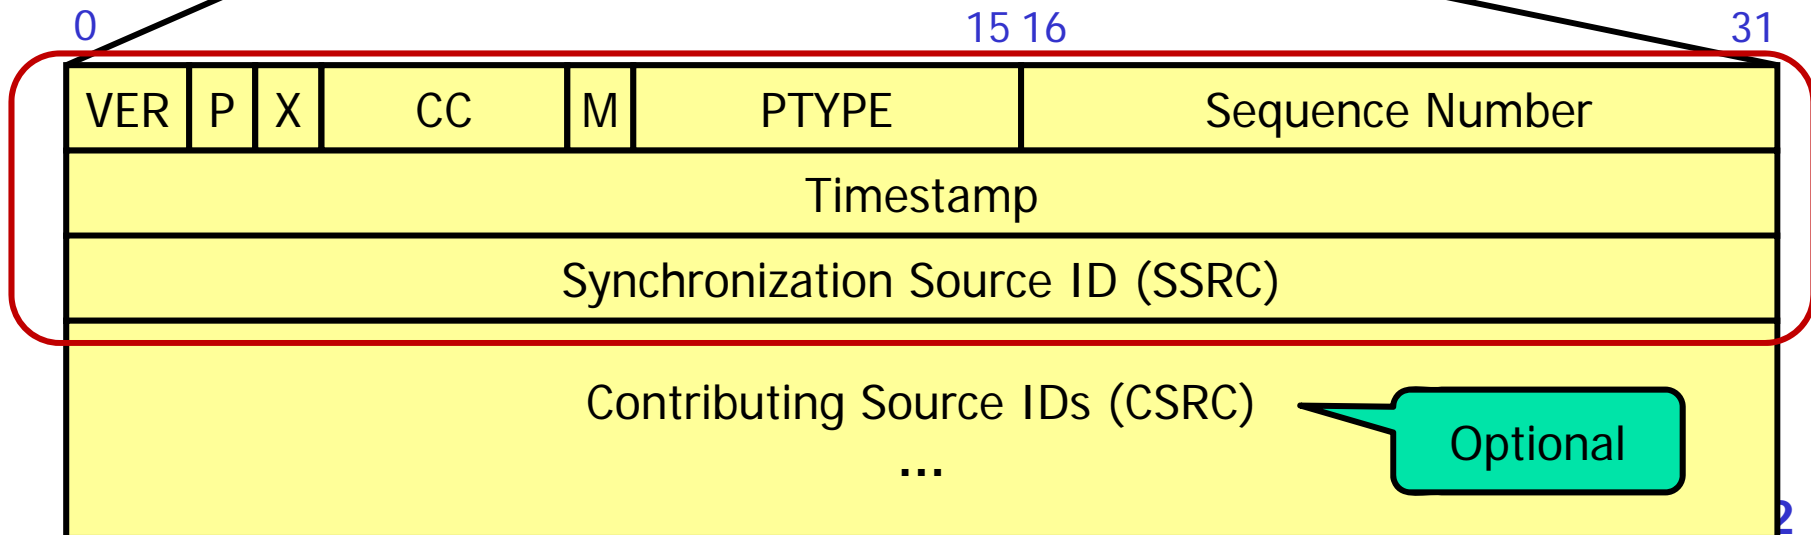 0 15 16 31
VER P X CC M PTYPE Sequence Number
Timestamp
Synchronization Source ID (SSRC)
Contributing Source IDs (CSRC)
Optional
...
2